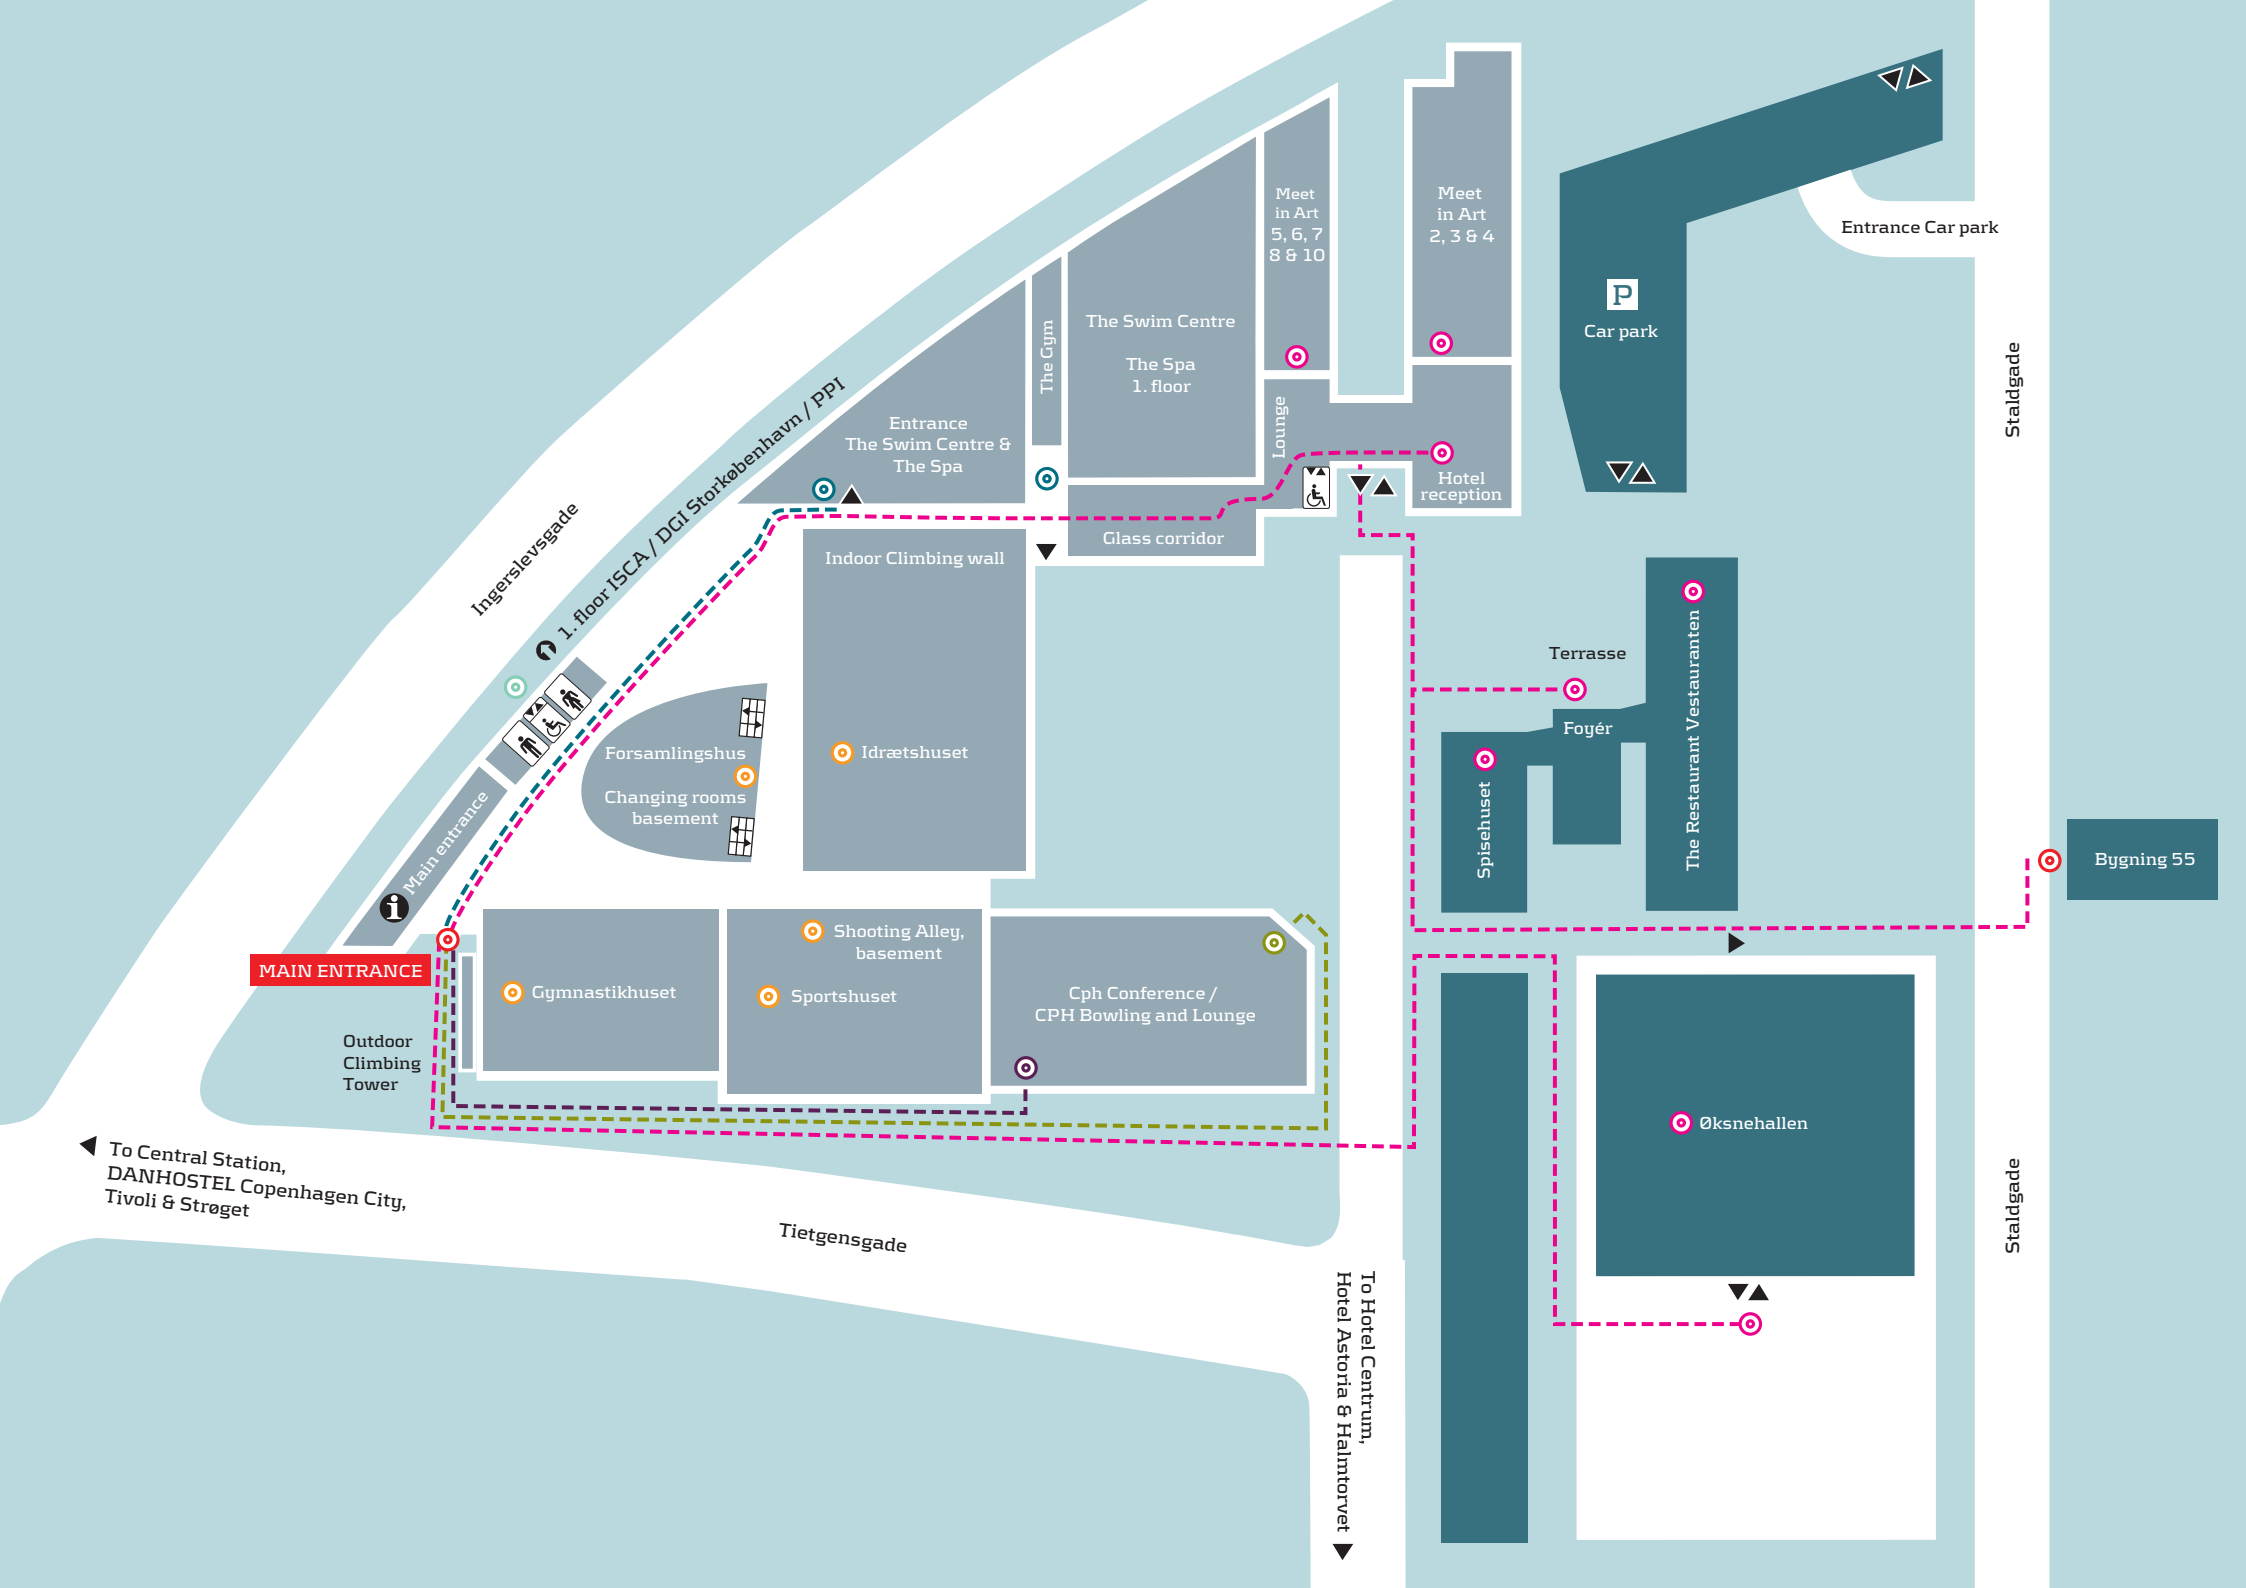 Meet
in Art
5, 6, 7
8 & 10
Meet
in Art
2, 3 & 4
Entrance Car park
P
Car park
Staldgade
The Swim Centre
The Spa
1. floor
The Gym
Entrance
The Swim Centre &
The Spa
Lounge
Hotel
reception
Glass corridor
Indoor Climbing wall
Ingerslevsgade
1. floor ISCA / DGI Storkøbenhavn / PPI
Terrasse
Foyér
The Restaurant Vestauranten
Spisehuset
Forsamlingshus
Changing rooms
basement
Idrætshuset
Main entrance
i
MAIN ENTRANCE
Bygning 55
Shooting Alley,
basement
Gymnastikhuset
Sportshuset
Cph Conference /
CPH Bowling and Lounge
Outdoor
Climbing
Tower
Øksnehallen
To Central Station,
DANHOSTEL Copenhagen City,
Tivoli & Strøget
Tietgensgade
Staldgade
To Hotel Centrum,
Hotel Astoria & Halmtorvet